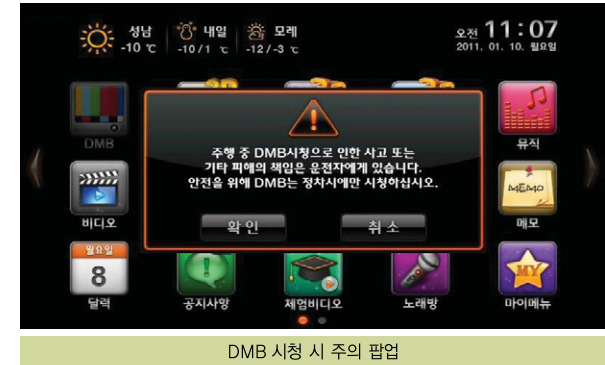 성남 내일 모레 오전 11:07
-10 ℃ -10/1 ℃ -12/-3 ℃ 2011. 01. 10. 월요일
DMB 뮤직
주행 중 DMB시청으로 인한 사고 또는
기타 피해의 책임은 운전자에게 있습니다.
안전을 위해 DMB는 정차시에만 시청하십시오.
확인 취소
비디오 MEMO 메모
월요일
8 MY
달력 공지사항 체험비디오 노래방 마이메뉴
DMB 시청 시 주의 팝업